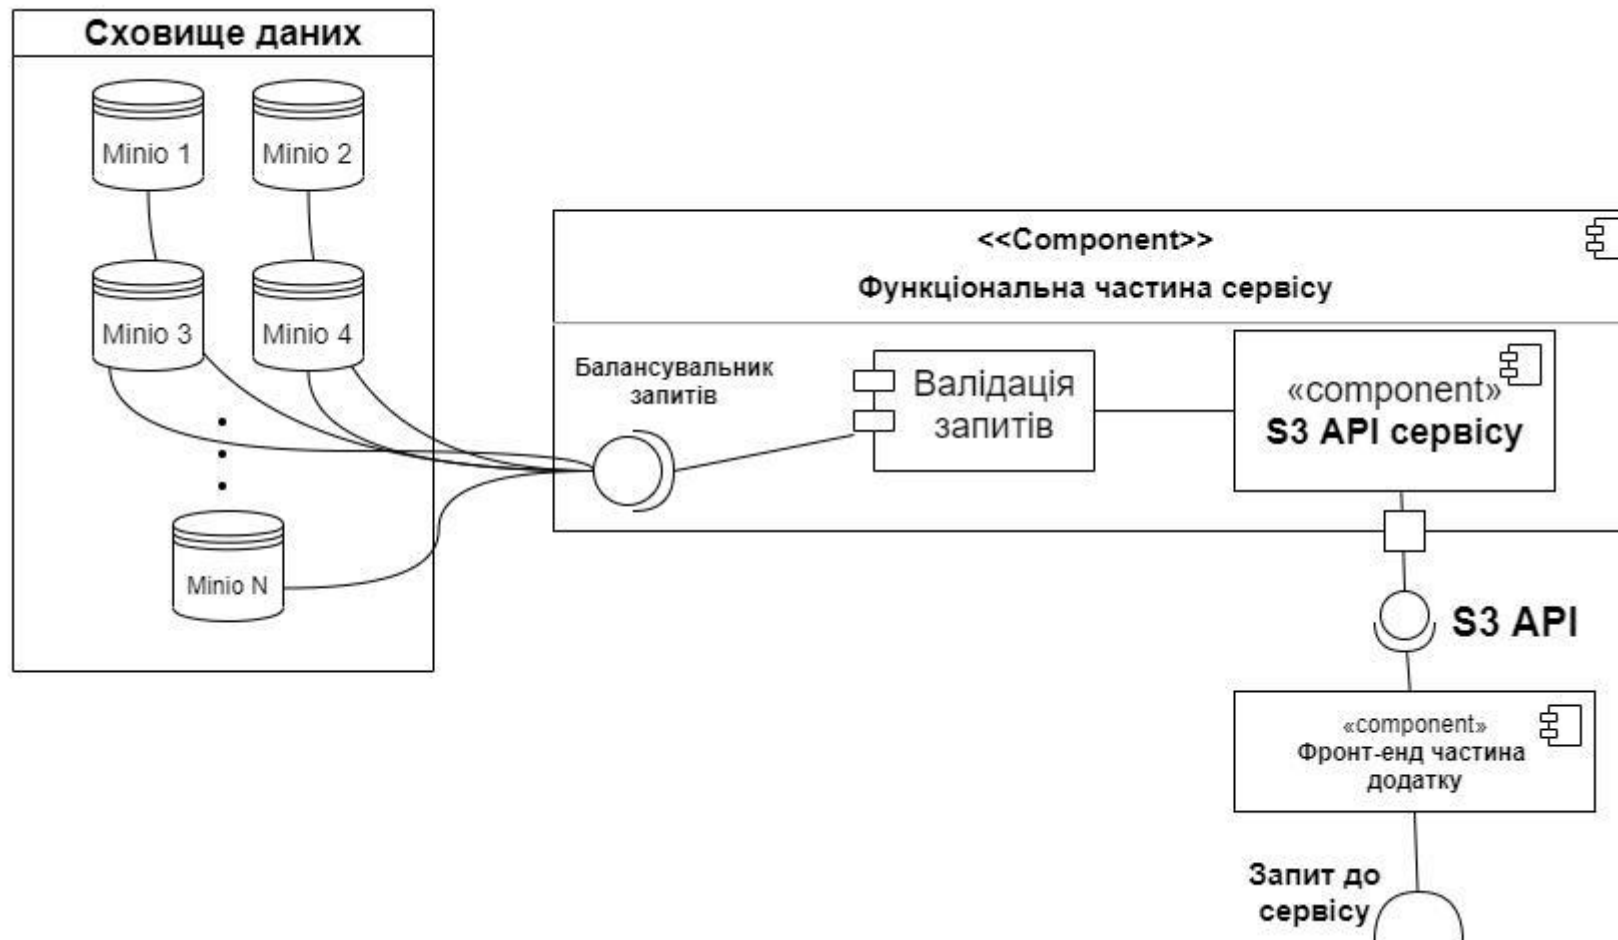 Сховище даних
Minio 1
Minio 2
Minio 3
Minio 4
Minio N
<<Component>>
Функціональна частина сервісу
Балансувальник
запитів
Валідація
запитів
«component»
S3 API сервісу
S3 API
«component»
Фронт-енд частина
додатку
Запит до
сервісу